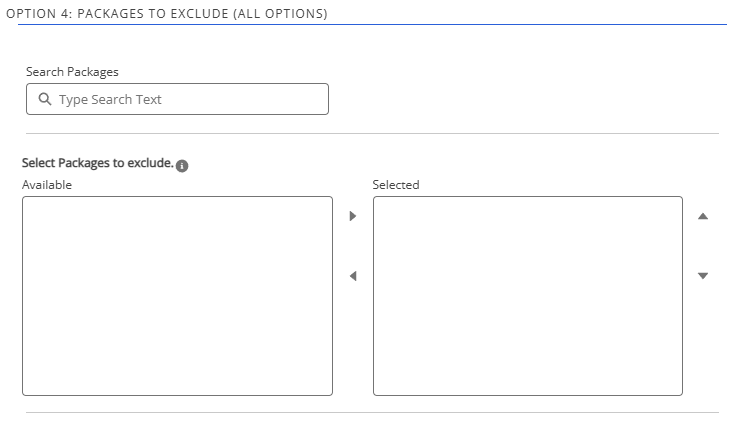 OPTION 4: PACKAGES TO EXCLUDE (ALL OPTIONS)
Search Packages
Type Search Text
Select Packages to exclude. i
Available
Selected